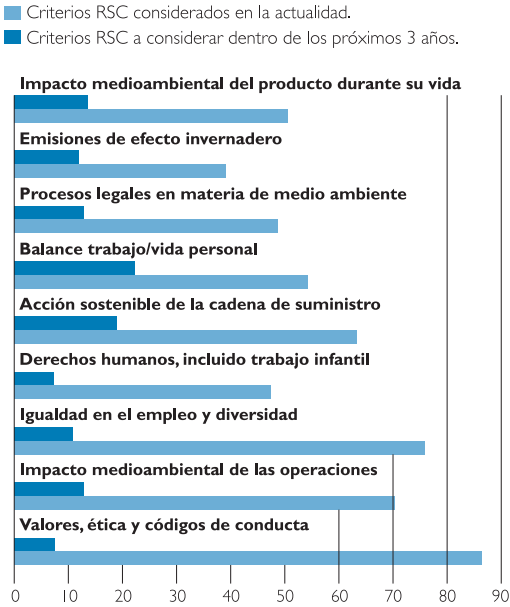 Criterios RSC considerados en la actualidad.
Criterios RSC a considerar dentro de los próximos 3 años.
Impacto medioambiental del producto durante su vida
Emisiones de efecto invernadero
Procesos legales en materia de medio ambiente
Balance trabajo/vida personal
Acción sostenible de la cadena de suministro
Derechos humanos, incluido trabajo infantil
Igualdad en el empleo y diversidad
Impacto medioambiental de las operaciones
Valores, ética y códigos de conducta
0 10 20 30 40 50 60 70 80 90